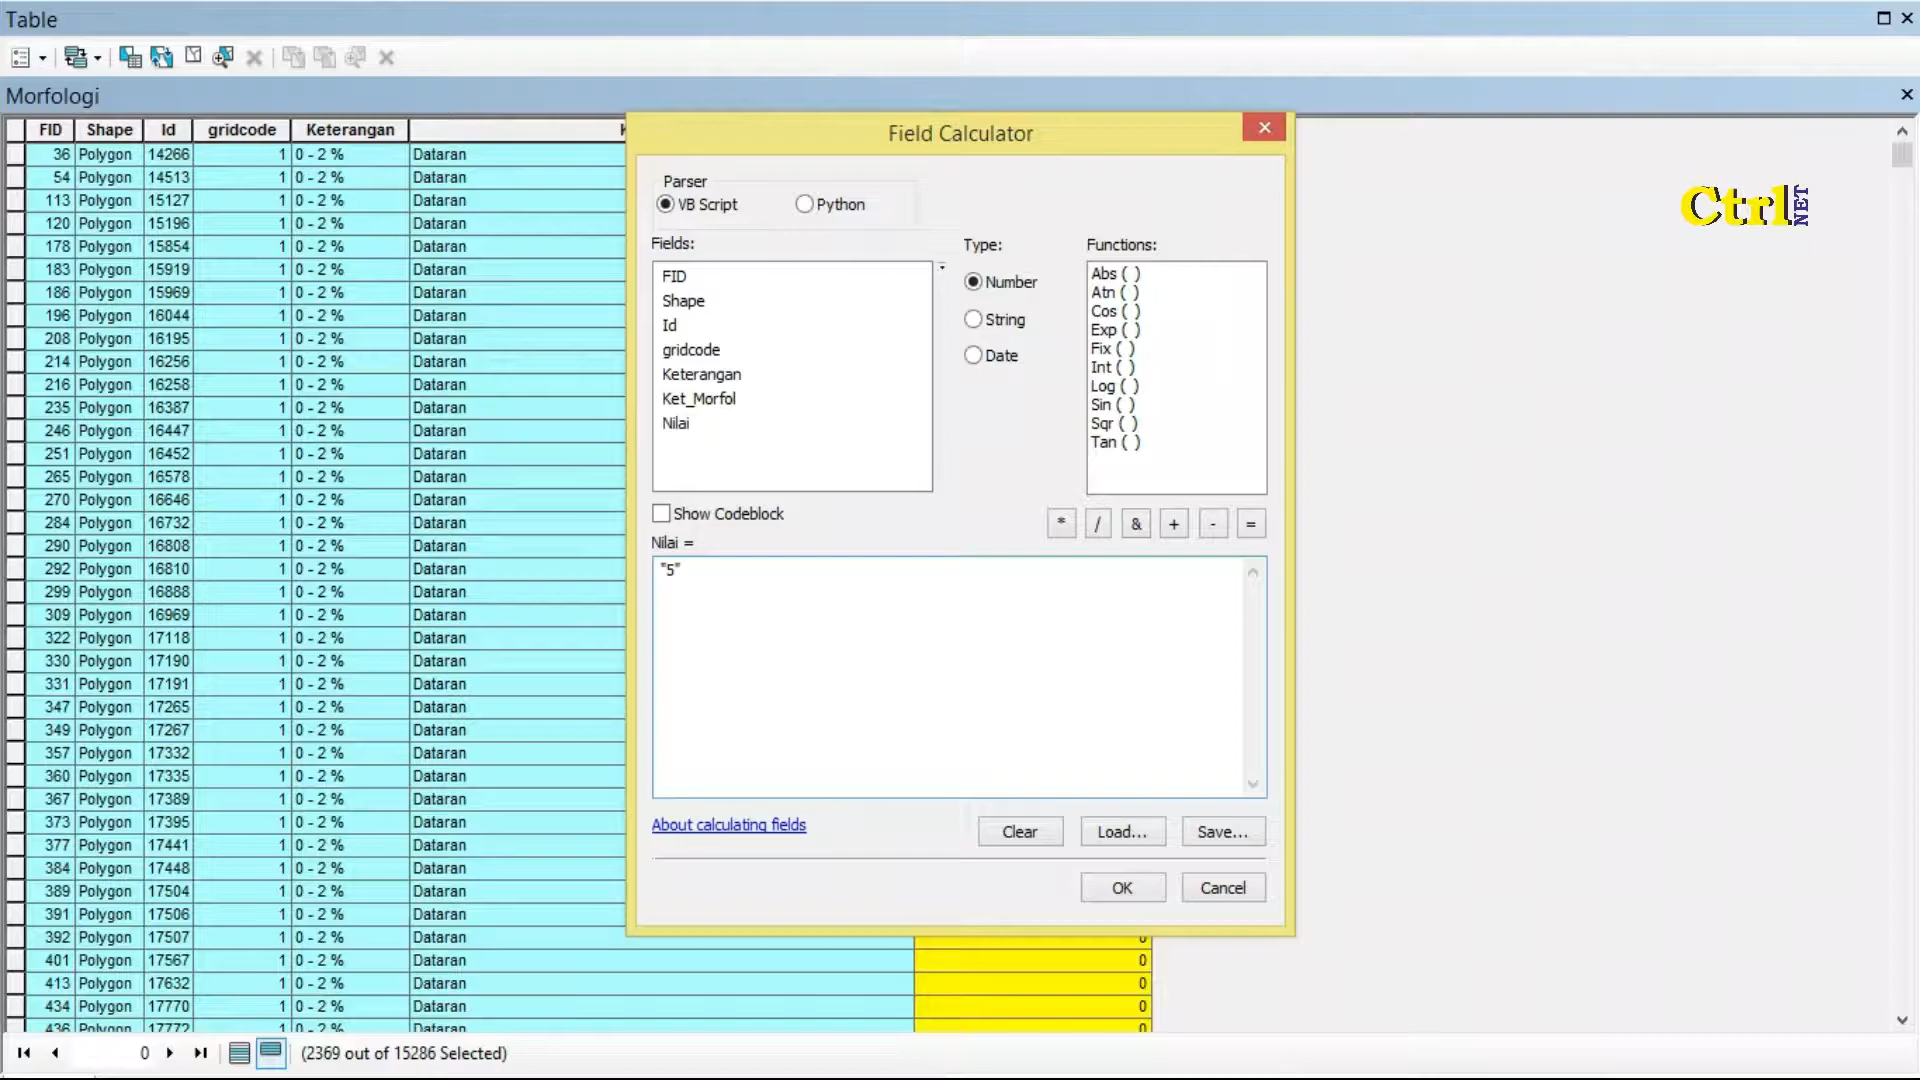 Table
Morfologi
FID Shape Id gridcode Keterangan
36 Polygon 14266 1 0 - 2 % Dataran
54 Polygon 14513 1 0 - 2 % Dataran
113 Polygon 15127 1 0 - 2 % Dataran
120 Polygon 15196 1 0 - 2 % Dataran
178 Polygon 15854 1 0 - 2 % Dataran
183 Polygon 15919 1 0 - 2 % Dataran
186 Polygon 15969 1 0 - 2 % Dataran
196 Polygon 16044 1 0 - 2 % Dataran
208 Polygon 16195 1 0 - 2 % Dataran
214 Polygon 16256 1 0 - 2 % Dataran
216 Polygon 16258 1 0 - 2 % Dataran
235 Polygon 16387 1 0 - 2 % Dataran
246 Polygon 16447 1 0 - 2 % Dataran
251 Polygon 16452 1 0 - 2 % Dataran
265 Polygon 16578 1 0 - 2 % Dataran
270 Polygon 16646 1 0 - 2 % Dataran
284 Polygon 16732 1 0 - 2 % Dataran
290 Polygon 16808 1 0 - 2 % Dataran
292 Polygon 16810 1 0 - 2 % Dataran
299 Polygon 16888 1 0 - 2 % Dataran
309 Polygon 16969 1 0 - 2 % Dataran
322 Polygon 17118 1 0 - 2 % Dataran
330 Polygon 17190 1 0 - 2 % Dataran
331 Polygon 17191 1 0 - 2 % Dataran
347 Polygon 17265 1 0 - 2 % Dataran
349 Polygon 17267 1 0 - 2 % Dataran
357 Polygon 17332 1 0 - 2 % Dataran
360 Polygon 17335 1 0 - 2 % Dataran
367 Polygon 17389 1 0 - 2 % Dataran
373 Polygon 17395 1 0 - 2 % Dataran
377 Polygon 17441 1 0 - 2 % Dataran
384 Polygon 17448 1 0 - 2 % Dataran
389 Polygon 17504 1 0 - 2 % Dataran
391 Polygon 17506 1 0 - 2 % Dataran
392 Polygon 17507 1 0 - 2 % Dataran 0
401 Polygon 17567 1 0 - 2 % Dataran 0
413 Polygon 17632 1 0 - 2 % Dataran 0
434 Polygon 17770 1 0 - 2 % Dataran 0
436 Polygon 17772 1 0 - 2 % Dataran 0
0 (2369 out of 15286 Selected)
Field Calculator
Parser
VB Script Python
Fields: Type: Functions:
FID
Shape
Id
gridcode
Keterangan
Ket_Morfol
Nilai
Number
String
Date
Abs ( )
Atn ( )
Cos ( )
Exp ( )
Fix ( )
Int ( )
Log ( )
Sin ( )
Sqr ( )
Tan ( )
Show Codeblock * / & + - =
Nilai =
"5"
About calculating fields Clear Load... Save...
OK Cancel
Ctrl NET